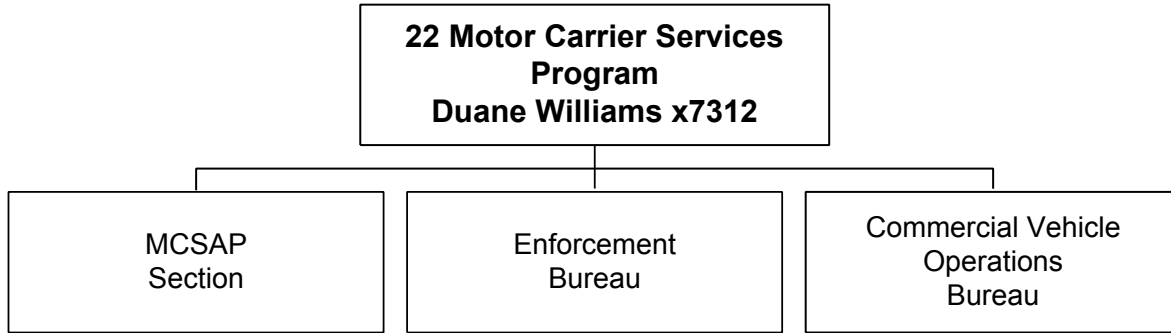 22 Motor Carrier Services
Program
Duane Williams x7312
MCSAP
Section
Enforcement
Bureau
Commercial Vehicle
Operations
Bureau